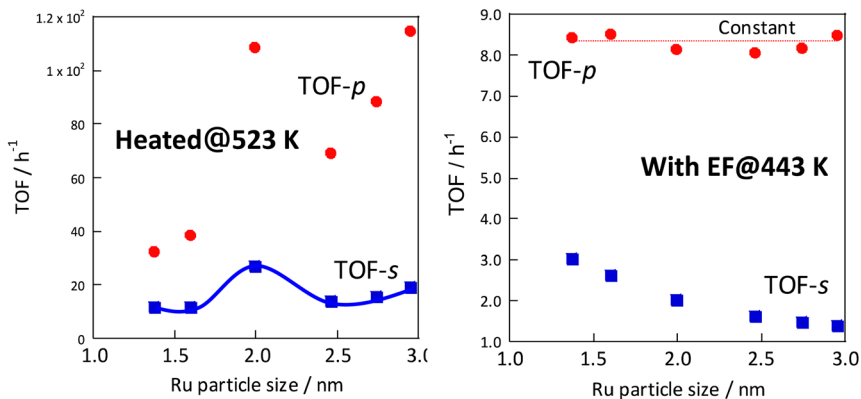 1.2 x 10²
1 x 10²
80
60
40
20
0
TOF / h⁻¹
TOF-p
Heated@523 K
TOF-s
1.0
1.5
2.0
2.5
3.0
Ru particle size / nm
9.0
8.0
7.0
6.0
5.0
4.0
3.0
2.0
1.0
TOF / h⁻¹
Constant
TOF-p
With EF@443 K
TOF-s
1.0
1.5
2.0
2.5
3.0
Ru particle size / nm